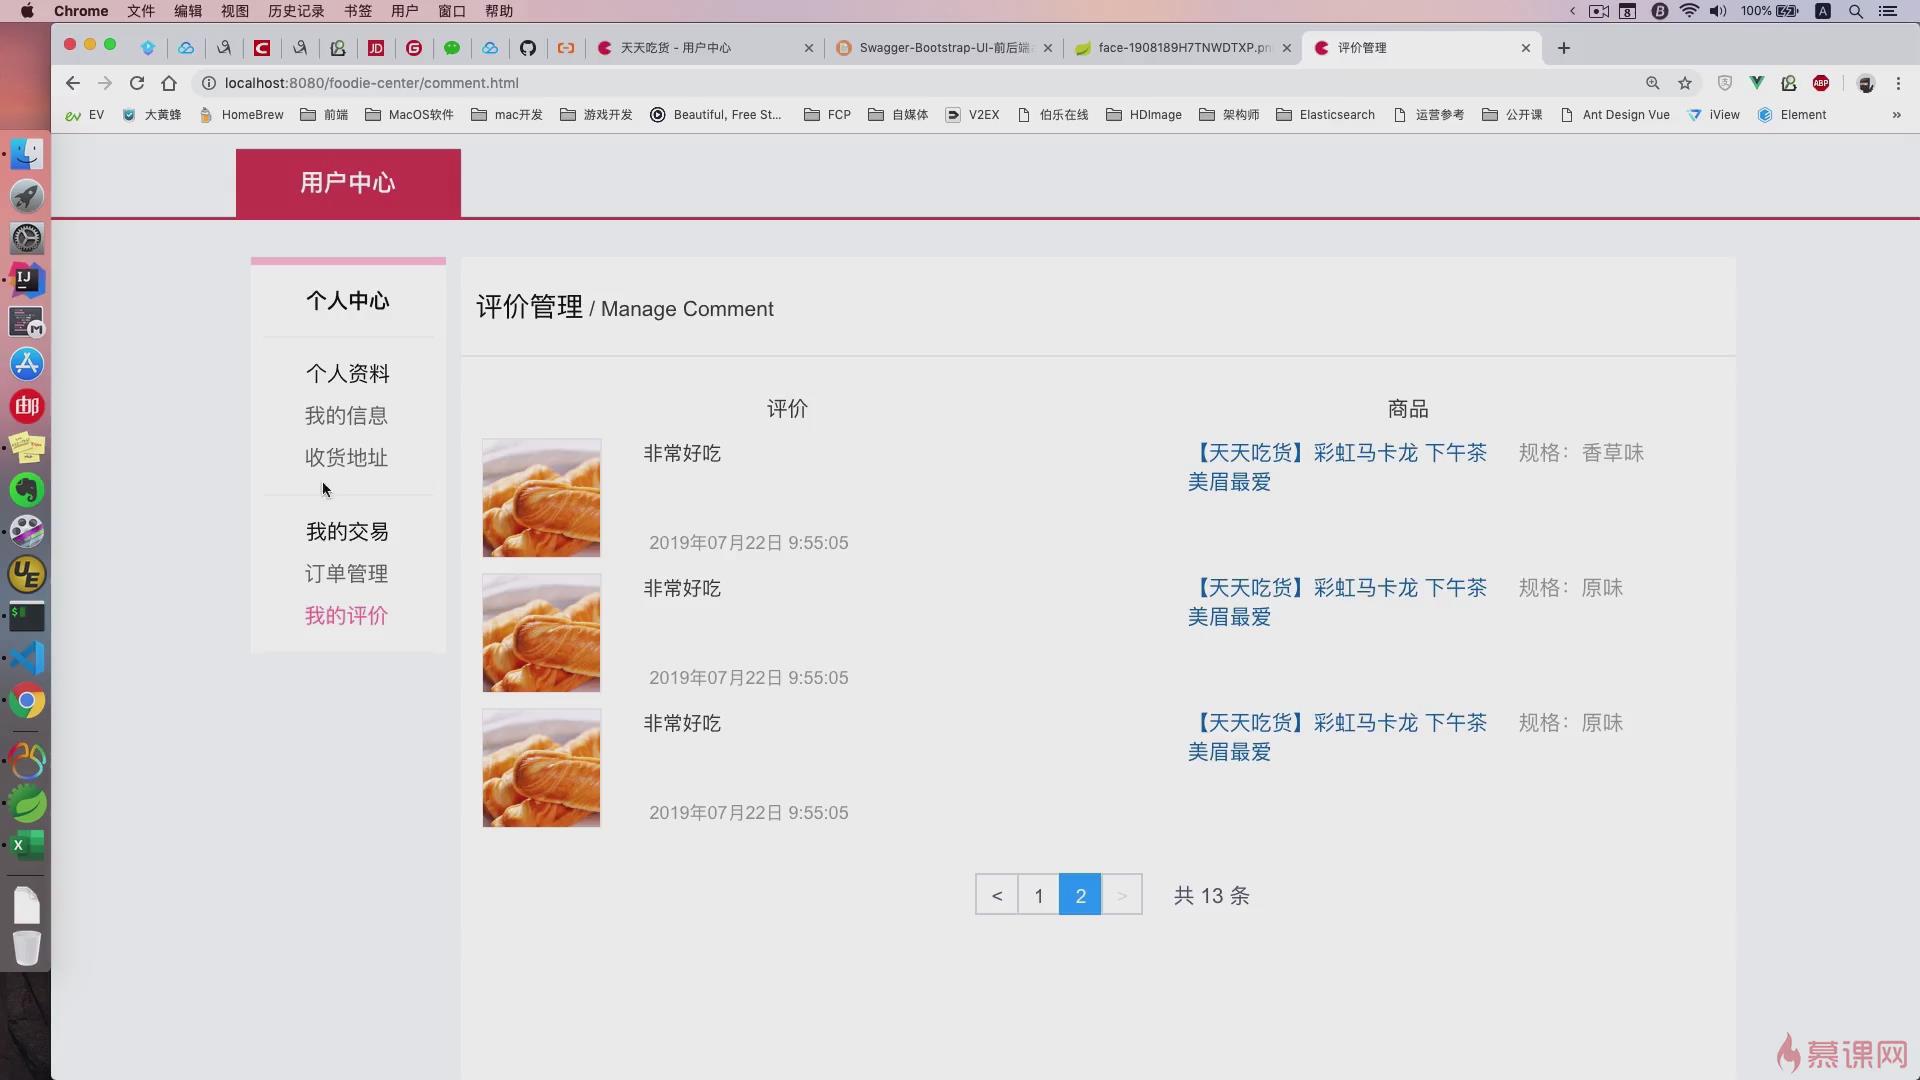 Chrome 文件 编辑 视图 历史记录 书签 用户 窗口 帮助
8 100% A
天天吃货 - 用户中心
Swagger-Bootstrap-UI-前后端
face-1908189H7TNWDTXP.pn
评价管理
localhost:8080/foodie-center/comment.html
ABP
EV 大黄蜂 HomeBrew 前端 MacOS软件 mac开发 游戏开发 Beautiful, Free St... FCP 自媒体 V2EX 伯乐在线 HDImage 架构师 Elasticsearch 运营参考 公开课 Ant Design Vue iView Element »
用户中心
个人中心
个人资料
我的信息
收货地址
我的交易
订单管理
我的评价
评价管理 / Manage Comment
评价 商品
非常好吃
【天天吃货】彩虹马卡龙 下午茶 规格：香草味
美眉最爱
2019年07月22日 9:55:05
非常好吃
【天天吃货】彩虹马卡龙 下午茶 规格：原味
美眉最爱
2019年07月22日 9:55:05
非常好吃
【天天吃货】彩虹马卡龙 下午茶 规格：原味
美眉最爱
2019年07月22日 9:55:05
< 1 2 > 共 13 条
慕课网